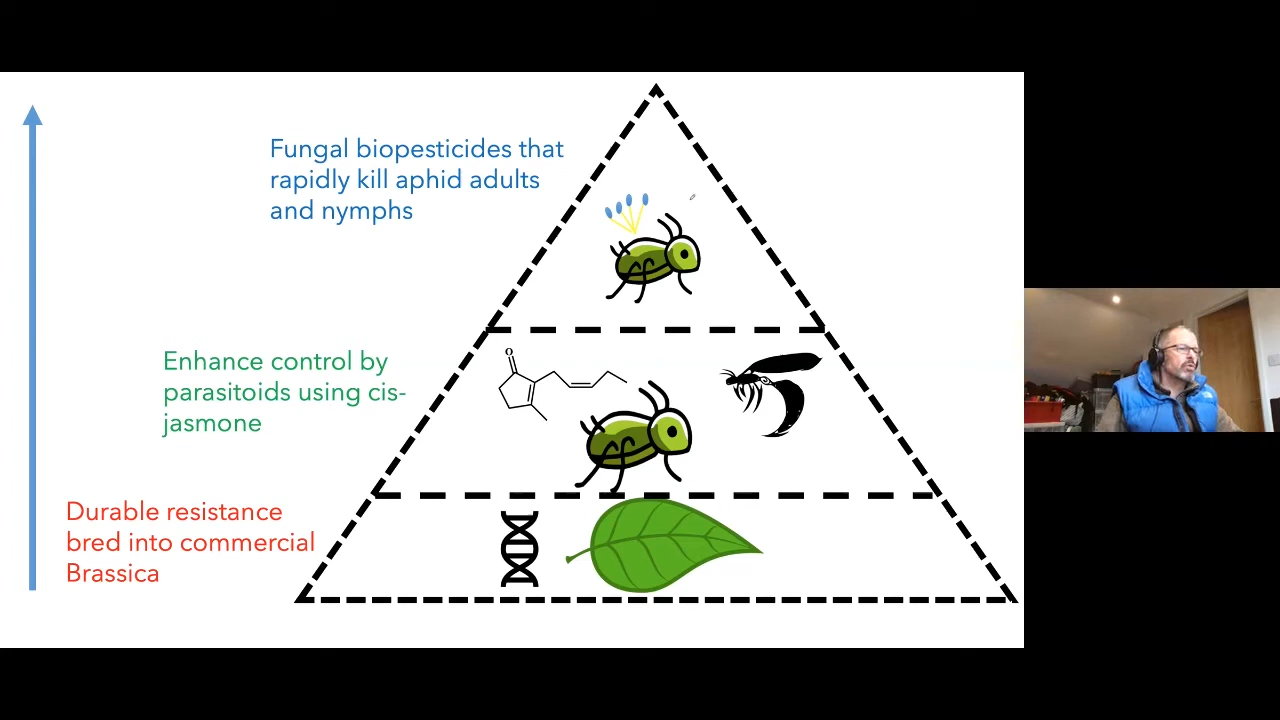 Fungal biopesticides that
rapidly kill aphid adults
and nymphs
Enhance control by
parasitoids using cis-
jasmone
O
Durable resistance
bred into commercial
Brassica